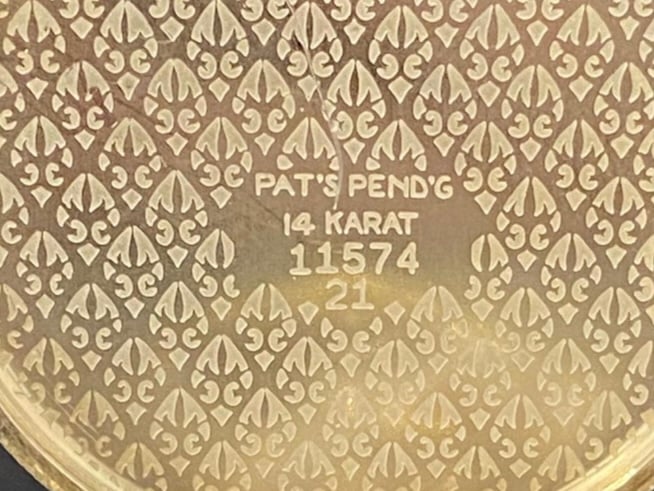 PAT'S PEND'G
14 KARAT
11574
21